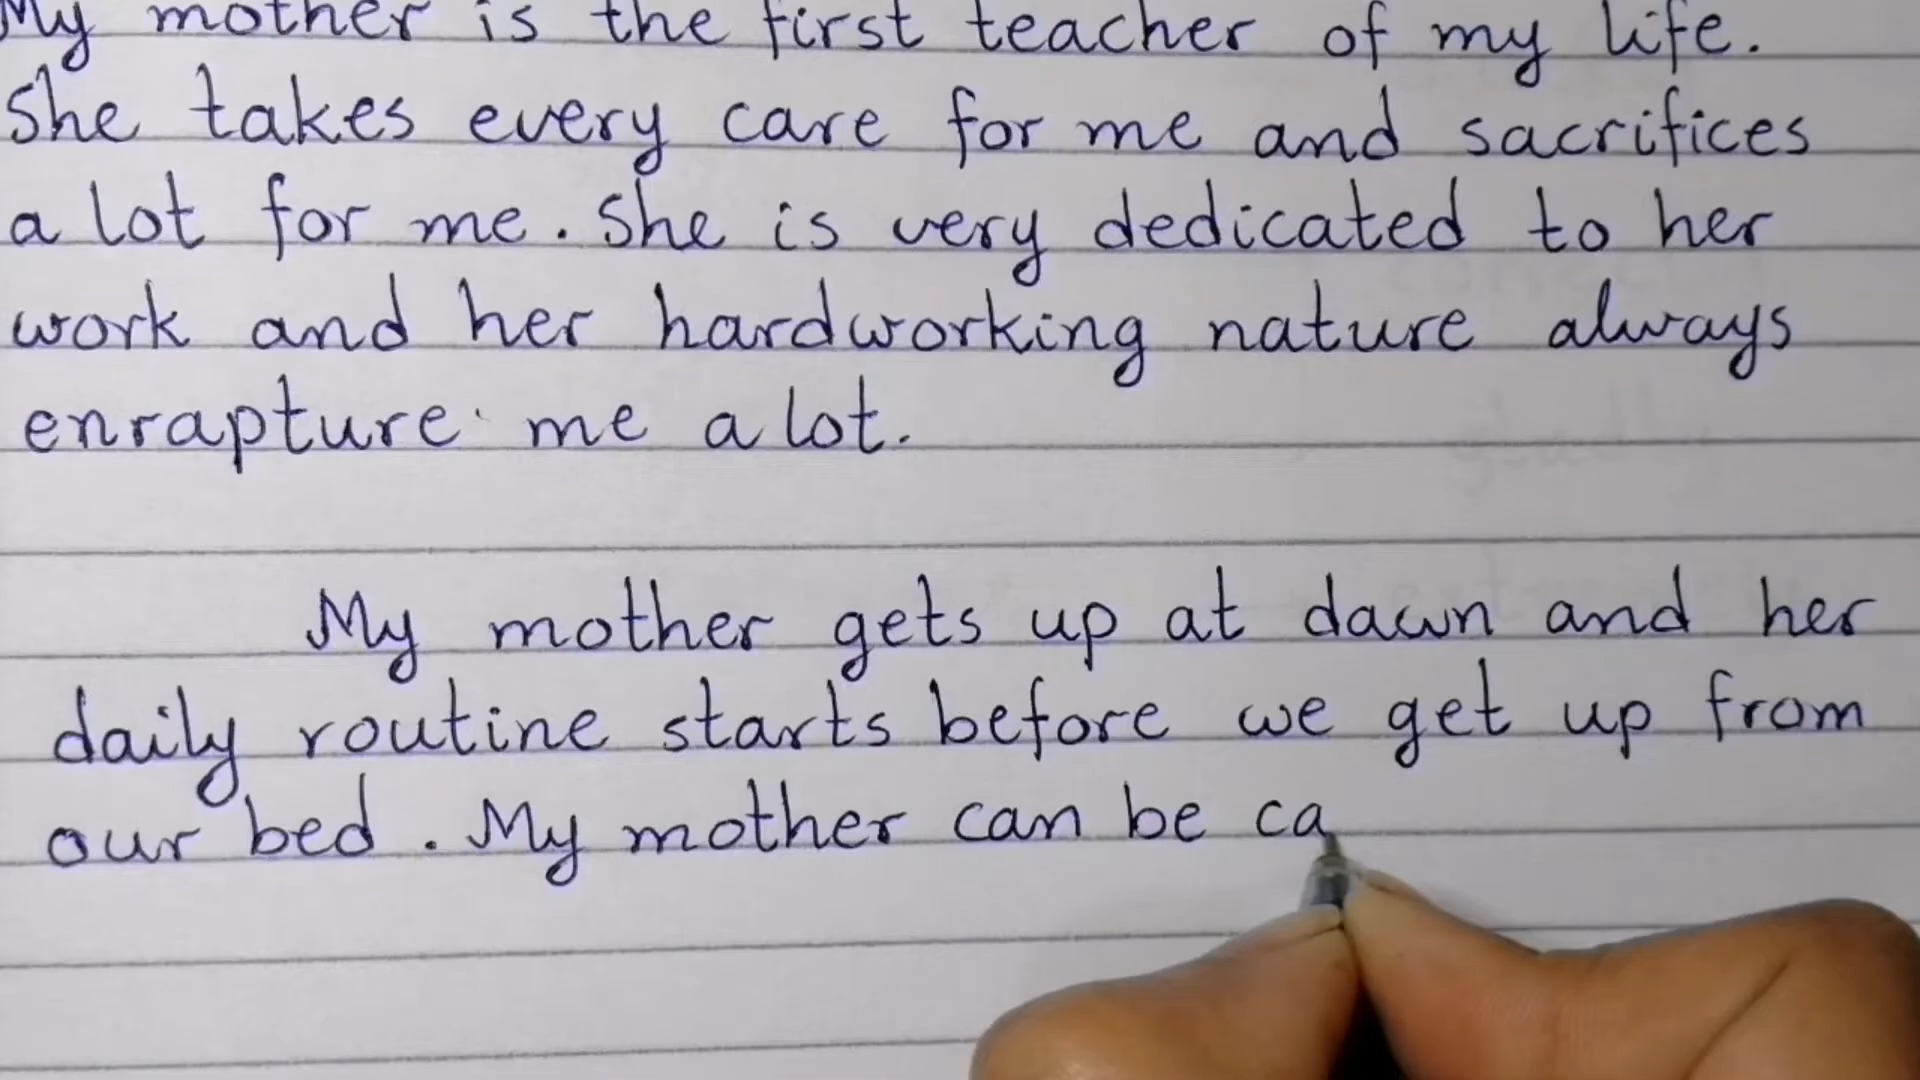 My mother is the first teacher of my life.
She takes every care for me and sacrifices
a lot for me. She is very dedicated to her
work and her hardworking nature always
enrapture me a lot.
My mother gets up at dawn and her
daily routine starts before we get up from
our bed. My mother can be ca